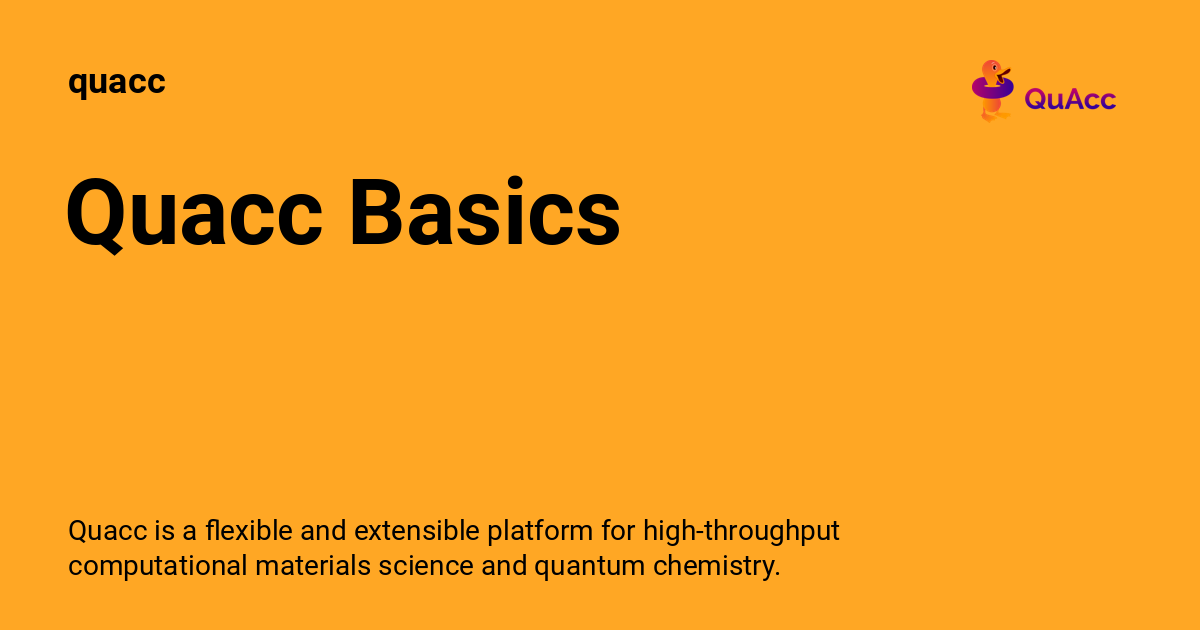 quacc
QuAcc
Quacc Basics
Quacc is a flexible and extensible platform for high-throughput
computational materials science and quantum chemistry.